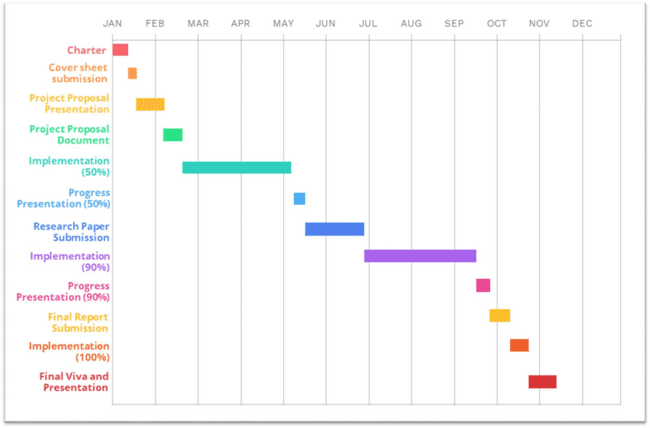 JAN FEB MAR APR MAY JUN JUL AUG SEP OCT NOV DEC
Charter
Cover sheet
submission
Project Proposal
Presentation
Project Proposal
Document
Implementation
(50%)
Progress
Presentation (50%)
Research Paper
Submission
Implementation
(90%)
Progress
Presentation (90%)
Final Report
Submission
Implementation
(100%)
Final Viva and
Presentation